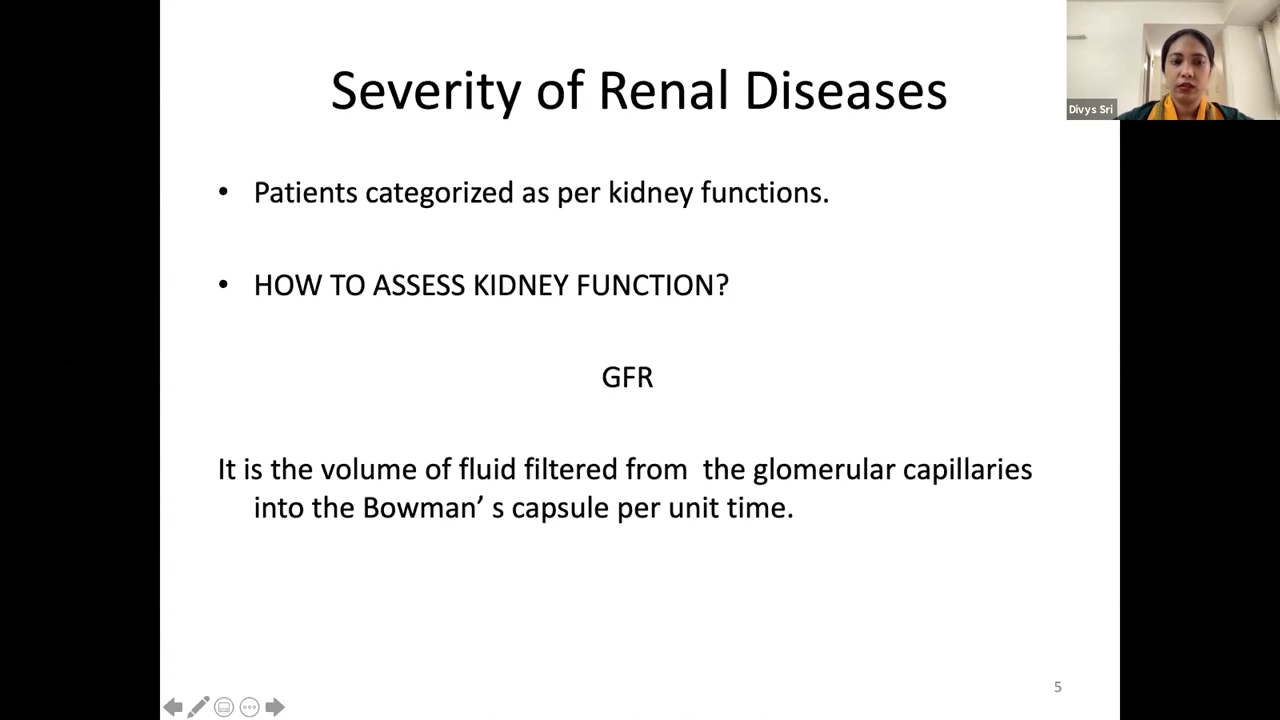 Severity of Renal Diseases
Divys Sri
• Patients categorized as per kidney functions.
• HOW TO ASSESS KIDNEY FUNCTION?
GFR
It is the volume of fluid filtered from  the glomerular capillaries
into the Bowman’ s capsule per unit time.
5